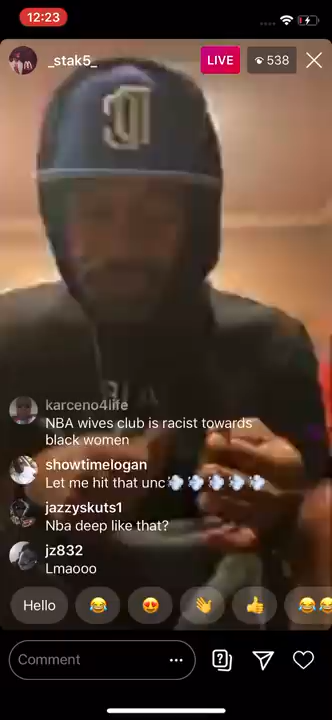 12:23
_stak5_
LIVE
538
karceno4life
NBA wives club is racist towards
black women
showtimelogan
Let me hit that unc💨💨💨💨💨
jazzyskuts1
Nba deep like that?
jz832
Lmaooo
Hello
Comment